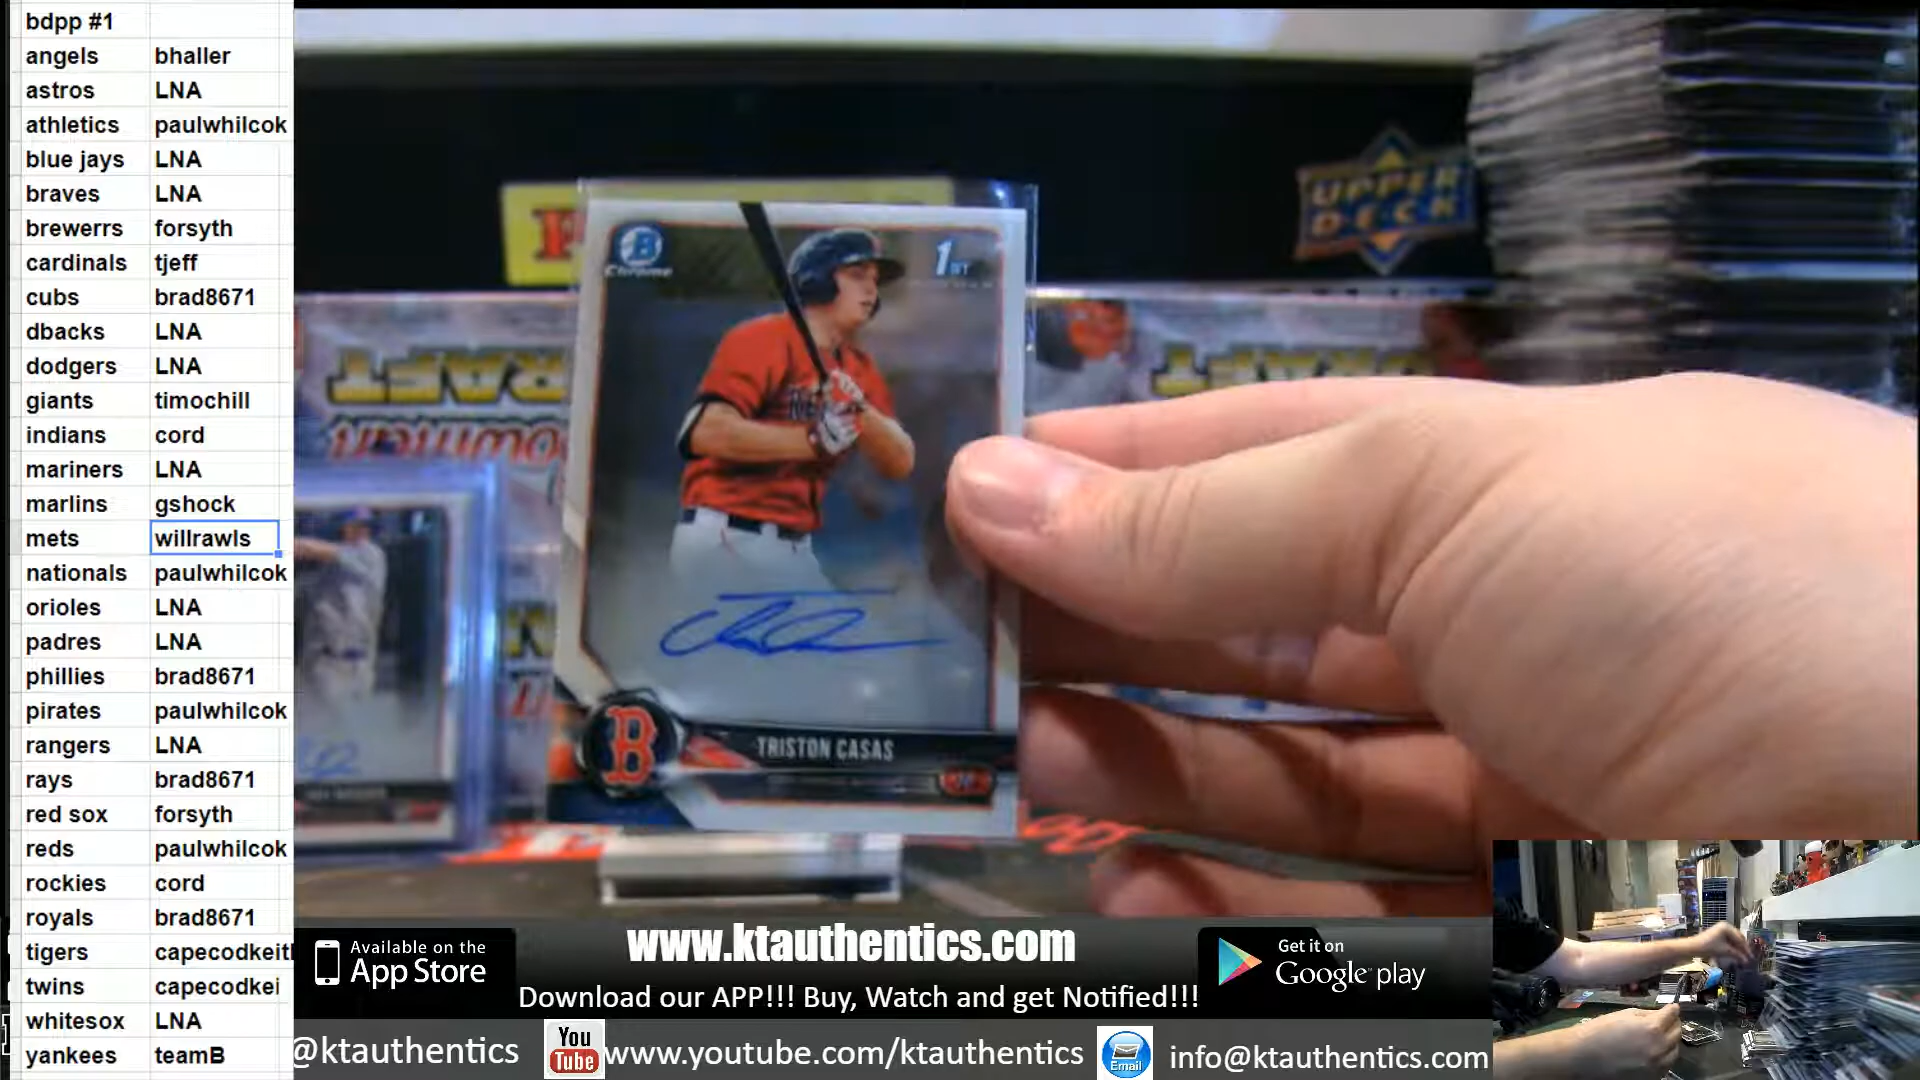 bdpp #1
angels bhaller
astros LNA
athletics paulwhilcok
blue jays LNA
braves LNA
brewerrs forsyth
cardinals tjeff
cubs brad8671
dbacks LNA
dodgers LNA
giants timochill
indians cord
mariners LNA
marlins gshock
mets willrawls
nationals paulwhilcok
orioles LNA
padres LNA
phillies brad8671
pirates paulwhilcok
rangers LNA
rays brad8671
red sox forsyth
reds paulwhilcok
rockies cord
royals brad8671
tigers capecodkeith
twins capecodkei
whitesox LNA
yankees teamB
UPPER
DECK
B
Chrome
1ST
B
TRISTON CASAS
Available on the
App Store
www.ktauthentics.com
Download our APP!!! Buy, Watch and get Notified!!!
Get it on
Google play
@ktauthentics
You
Tube
www.youtube.com/ktauthentics
Email
info@ktauthentics.com